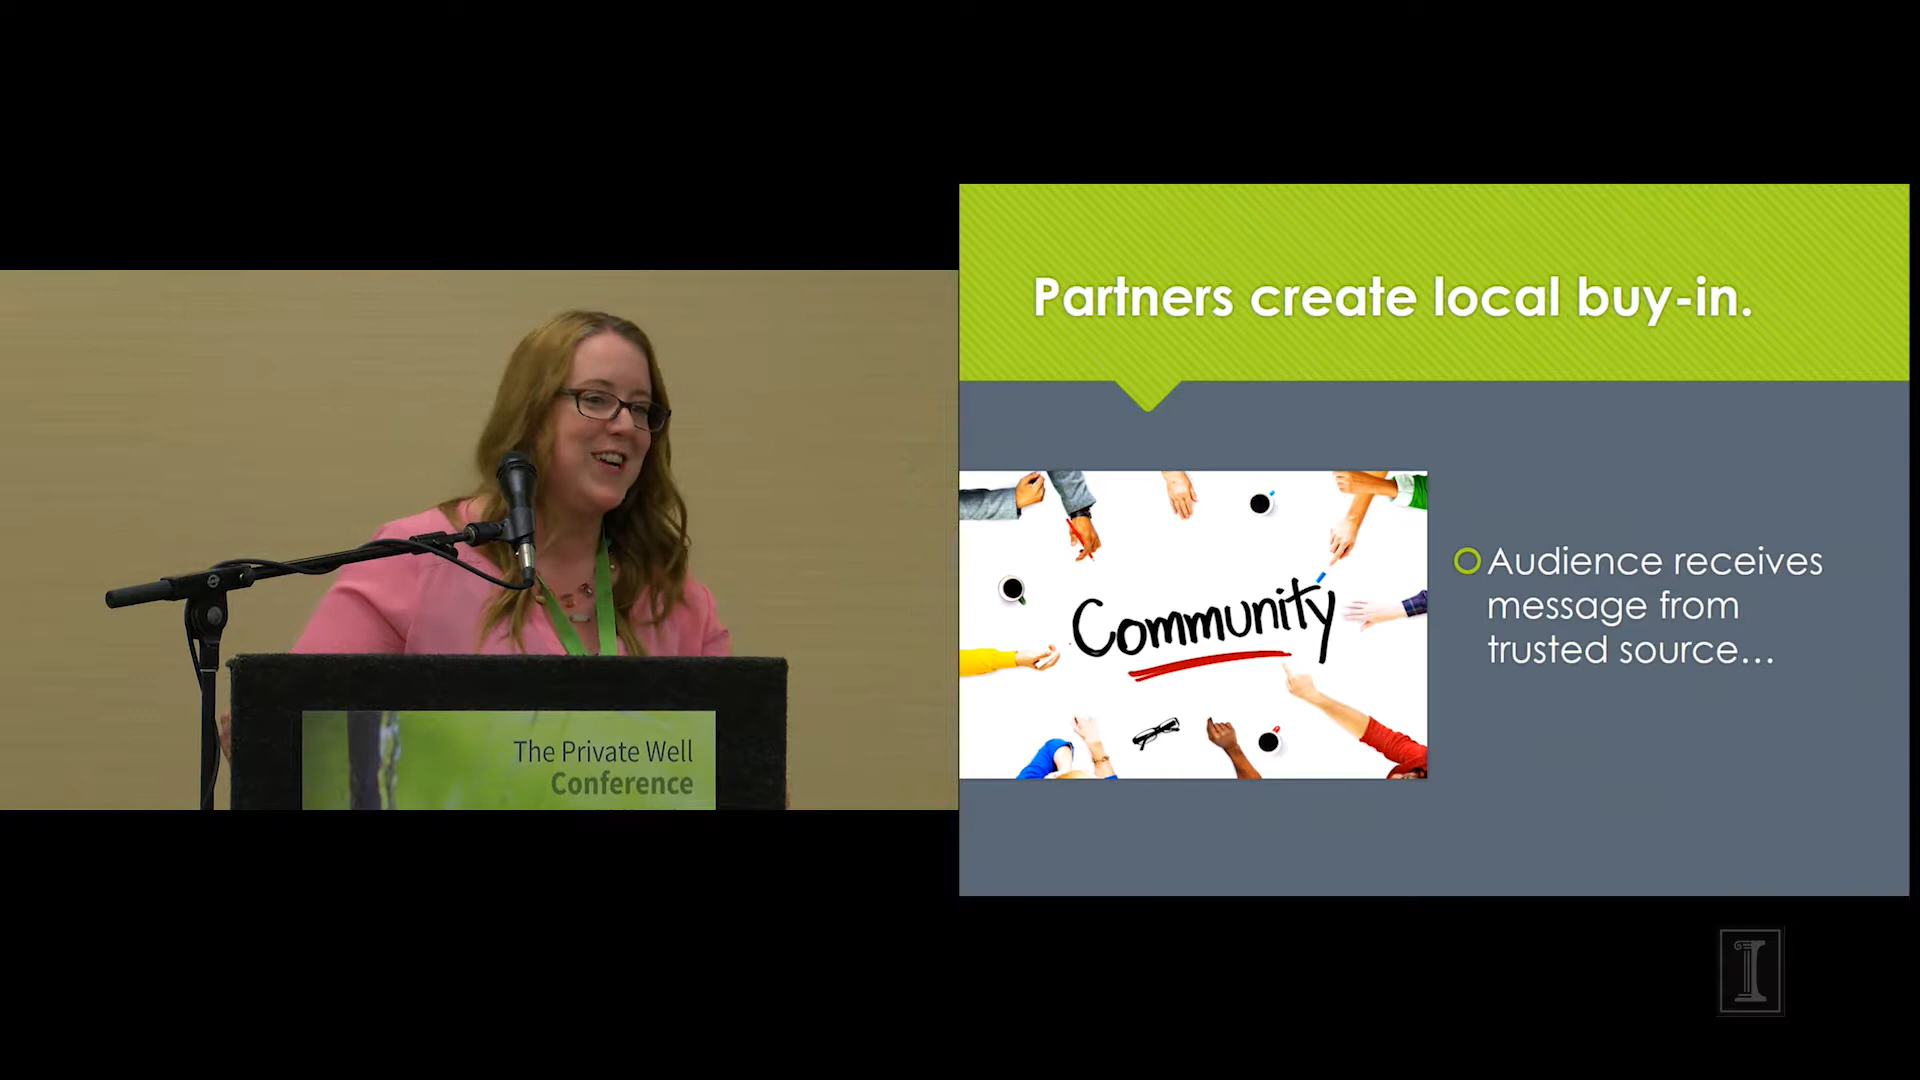 Partners create local buy-in.
Community
Audience receives
message from
trusted source...
The Private Well
Conference